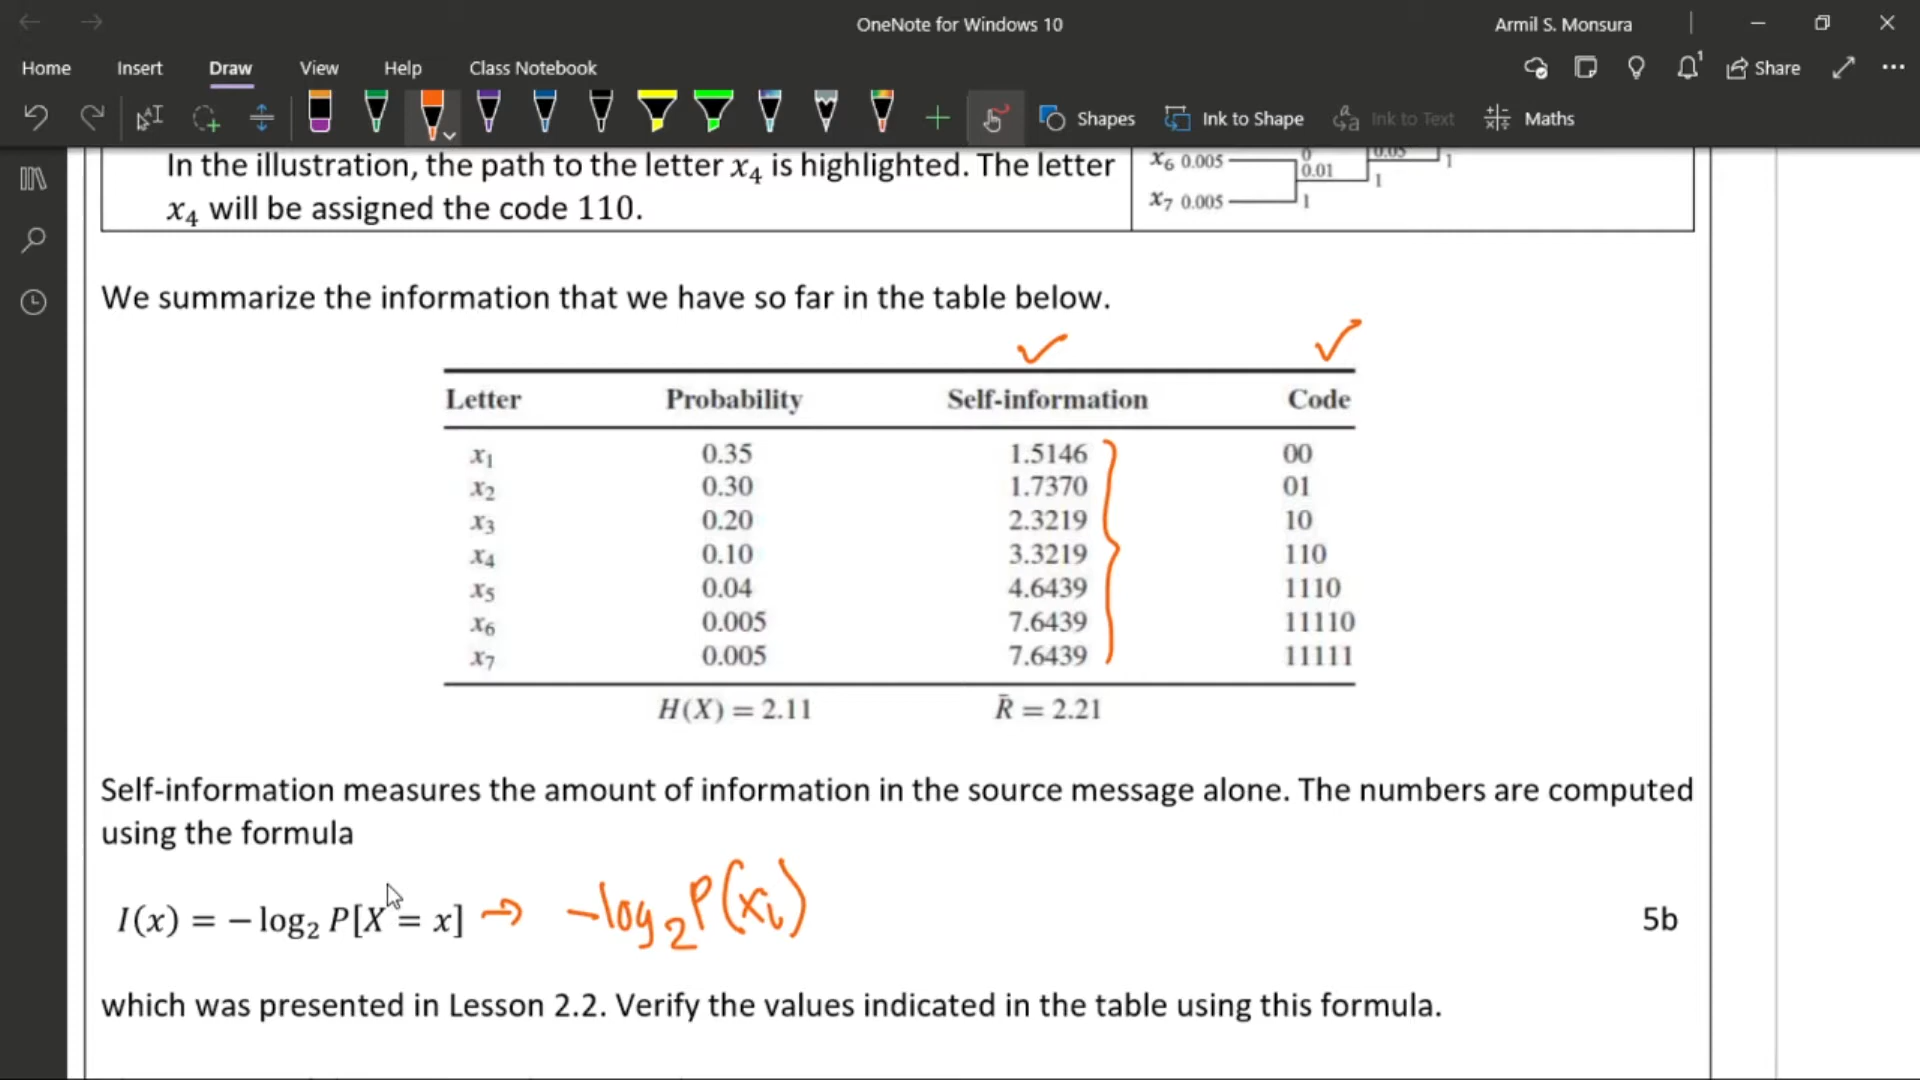 OneNote for Windows 10
Armil S. Monsura
Home Insert Draw View Help Class Notebook
1 Share
Shapes Ink to Shape Ink to Text Maths
In the illustration, the path to the letter x₄ is highlighted. The letter
x₄ will be assigned the code 110.
x₆ 0.005 0 0.01 0.05 1
1
x₇ 0.005 1
We summarize the information that we have so far in the table below.
Letter Probability Self-information Code
x₁ 0.35 1.5146 00
x₂ 0.30 1.7370 01
x₃ 0.20 2.3219 10
x₄ 0.10 3.3219 110
x₅ 0.04 4.6439 1110
x₆ 0.005 7.6439 11110
x₇ 0.005 7.6439 11111
H(X) = 2.11 R̄ = 2.21
Self-information measures the amount of information in the source message alone. The numbers are computed
using the formula
I(x) = − log₂ P[X = x] → −log₂P(xᵢ) 5b
which was presented in Lesson 2.2. Verify the values indicated in the table using this formula.